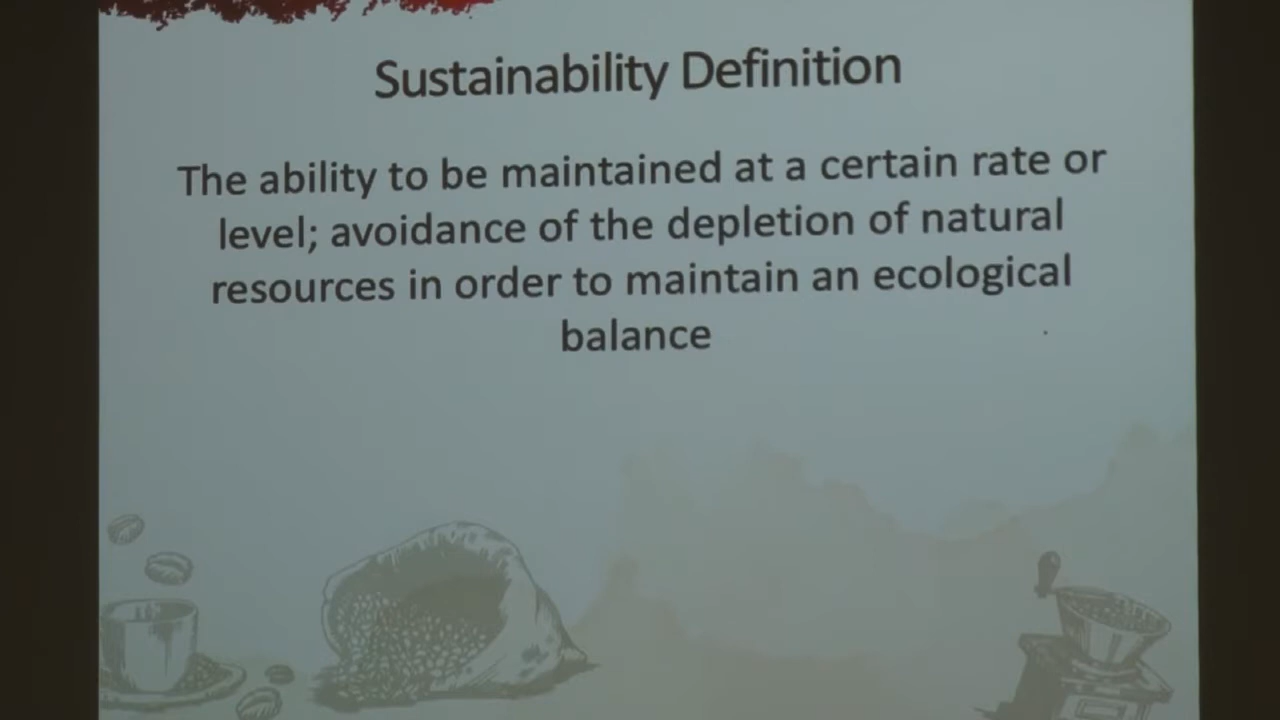 Sustainability Definition
The ability to be maintained at a certain rate or
level; avoidance of the depletion of natural
resources in order to maintain an ecological
balance